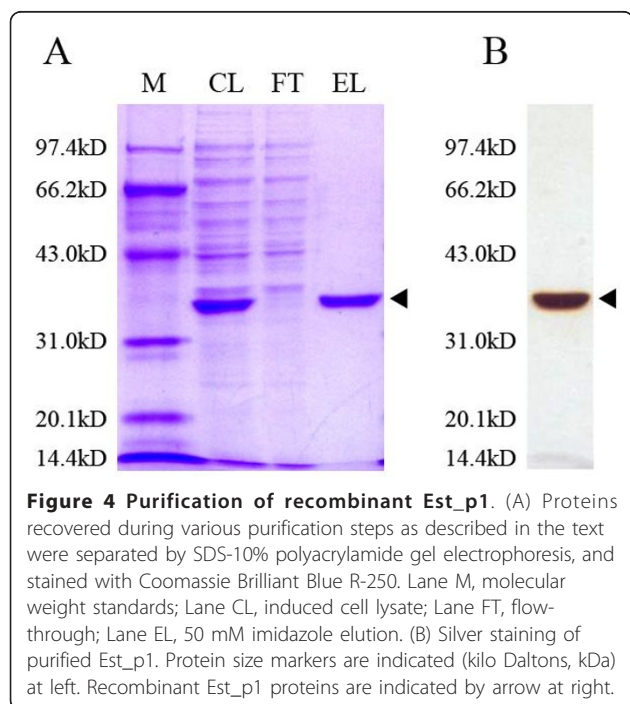 A
B
M CL FT EL
97.4kD
66.2kD
43.0kD
31.0kD
20.1kD
14.4kD
97.4kD
66.2kD
43.0kD
31.0kD
20.1kD
14.4kD
Figure 4 Purification of recombinant Est_p1. (A) Proteins
recovered during various purification steps as described in the text
were separated by SDS-10% polyacrylamide gel electrophoresis, and
stained with Coomassie Brilliant Blue R-250. Lane M, molecular
weight standards; Lane CL, induced cell lysate; Lane FT, flow-
through; Lane EL, 50 mM imidazole elution. (B) Silver staining of
purified Est_p1. Protein size markers are indicated (kilo Daltons, kDa)
at left. Recombinant Est_p1 proteins are indicated by arrow at right.